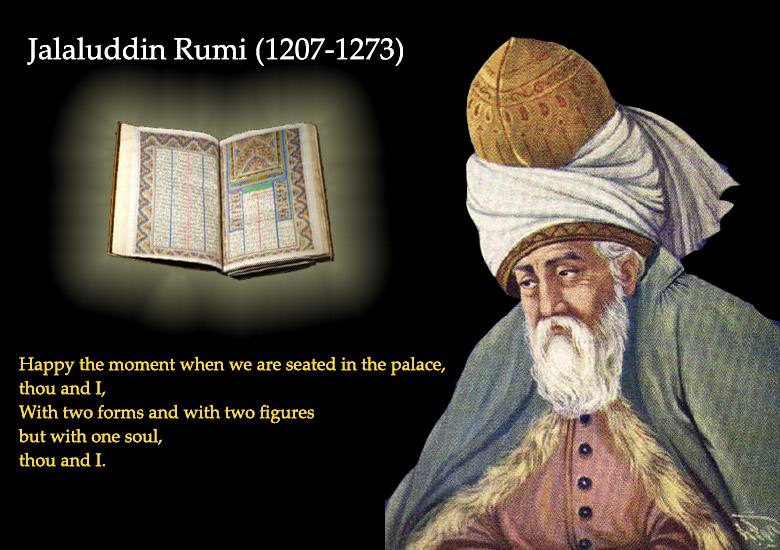 Jalaluddin Rumi (1207-1273)
Happy the moment when we are seated in the palace,
thou and I,
With two forms and with two figures
but with one soul,
thou and I.